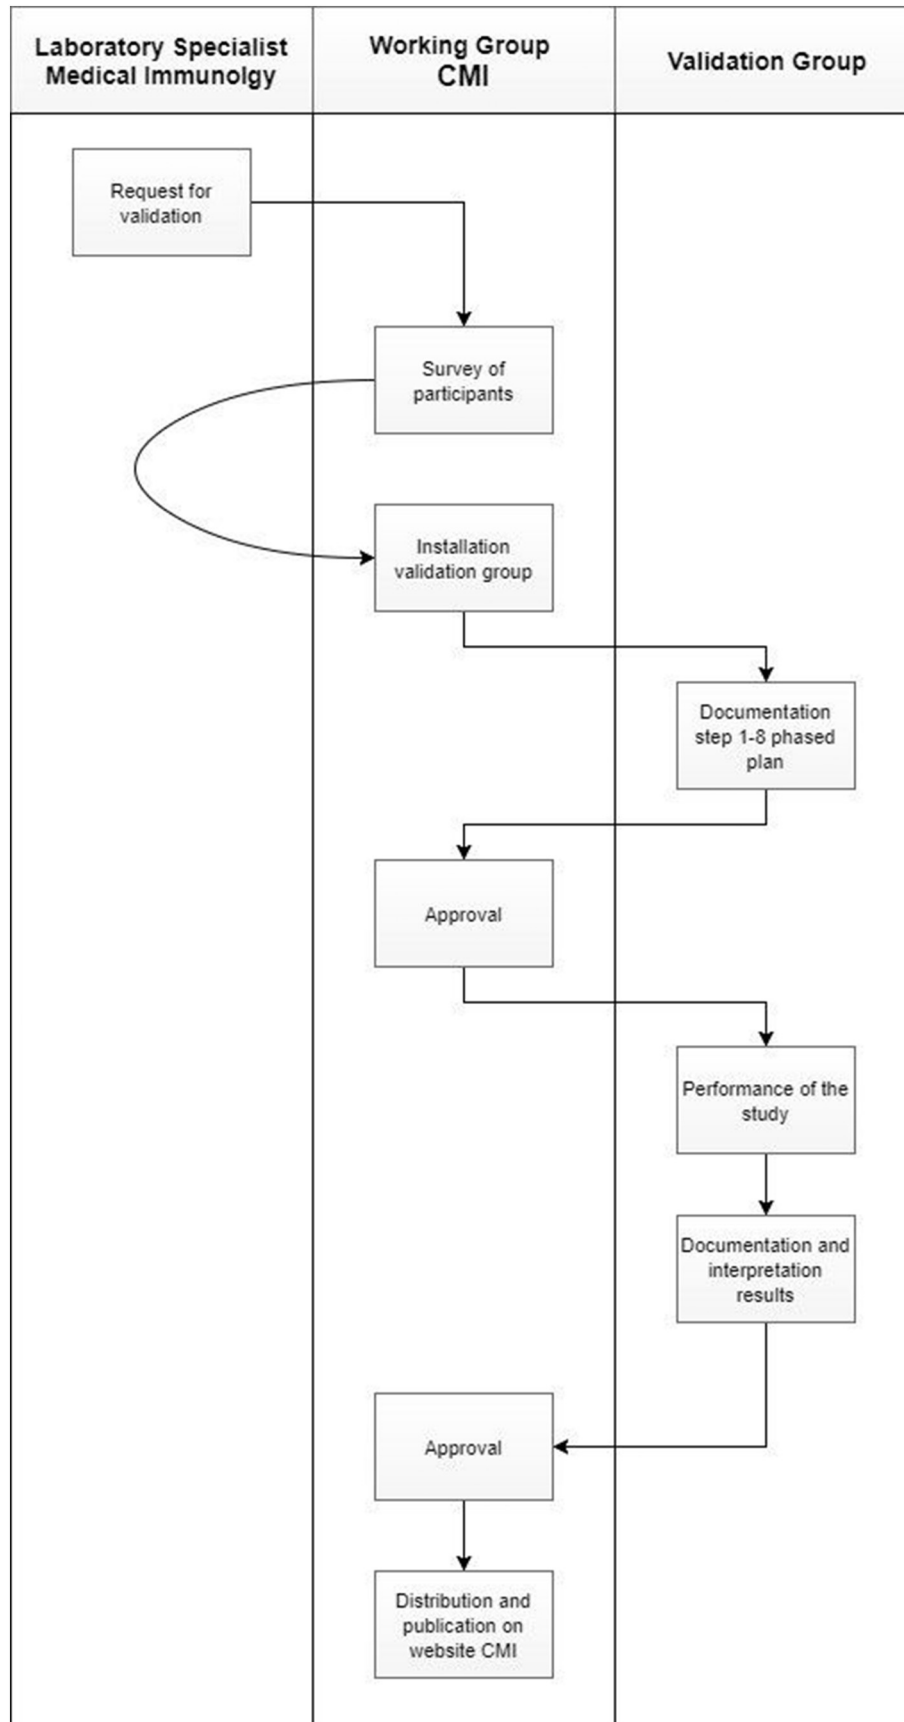 Laboratory Specialist
Medical Immunolgy
Working Group
CMI
Validation Group
Request for
validation
Survey of
participants
Installation
validation group
Documentation
step 1-8 phased
plan
Approval
Performance of the
study
Documentation and
interpretation
results
Approval
Distribution and
publication on
website CMI